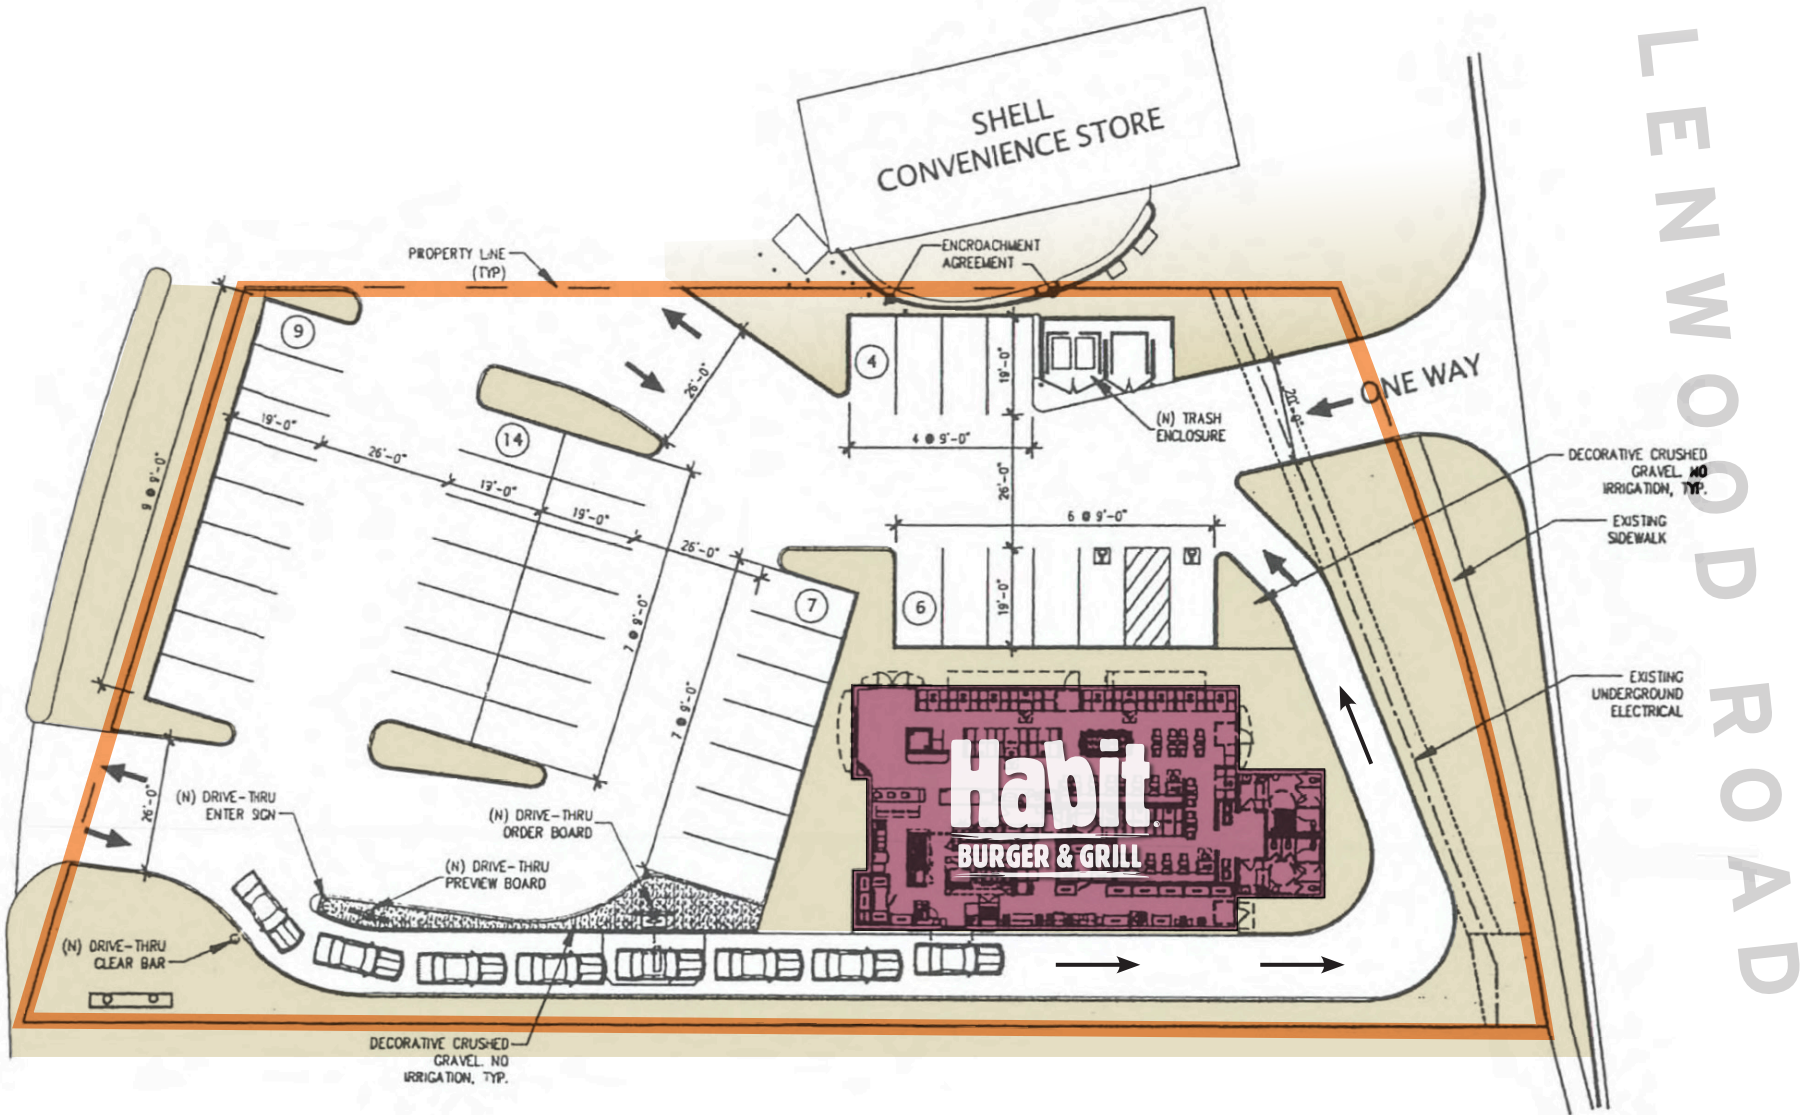 SHELL
CONVENIENCE STORE
LENWOOD ROAD
PROPERTY LINE
(TYP)
ENCROACHMENT
AGREEMENT
9
4
19'-0"
26'-0"
ONE WAY
20'-0"
(N) TRASH
ENCLOSURE
14
19'-0"
26'-0"
4 @ 9'-0"
DECORATIVE CRUSHED
GRAVEL. NO
IRRIGATION, TYP.
19'-0"
19'-0"
26'-0"
26'-0"
6 @ 9'-0"
EXISTING
SIDEWALK
7
6
19'-0"
7 @ 9'-0"
7 @ 9'-0"
EXISTING
UNDERGROUND
ELECTRICAL
Habit
BURGER & GRILL
26'-0"
(N) DRIVE-THRU
ENTER SIGN
(N) DRIVE-THRU
ORDER BOARD
(N) DRIVE-THRU
PREVIEW BOARD
(N) DRIVE-THRU
CLEAR BAR
DECORATIVE CRUSHED
GRAVEL. NO
IRRIGATION, TYP.